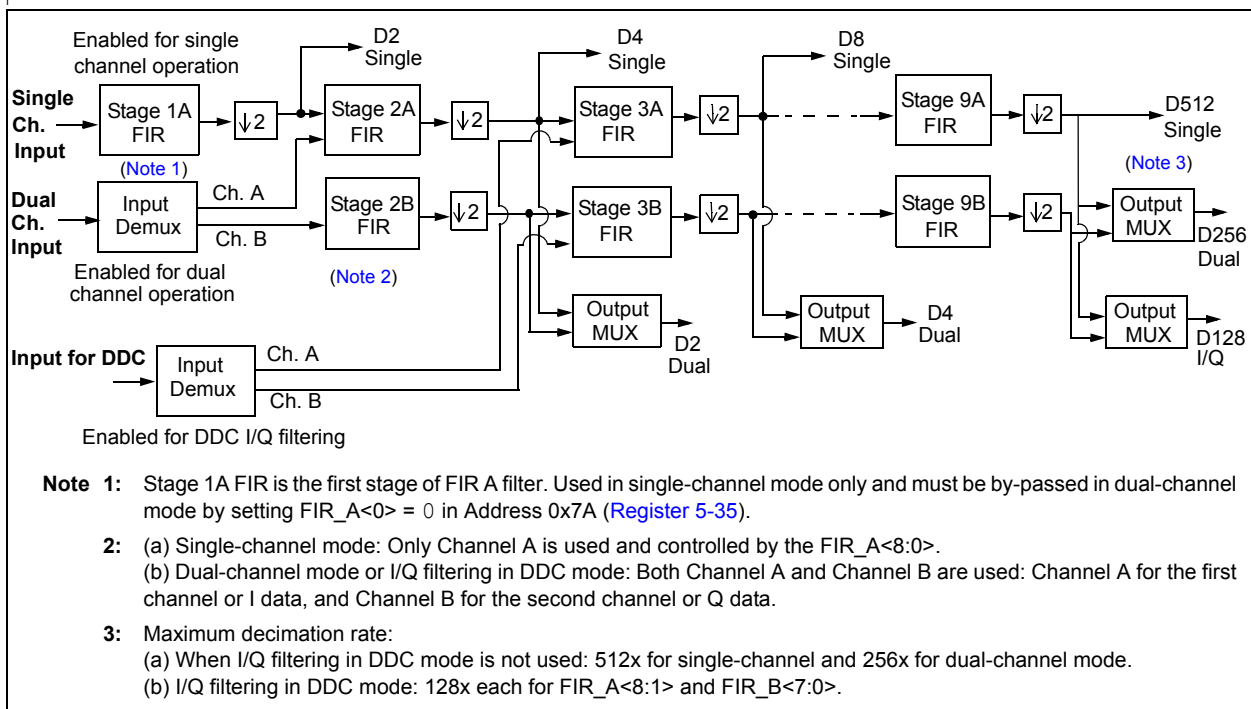 Enabled for single
channel operation
D2
Single
D4
Single
D8
Single
Single
Ch.
Input
Stage 1A
FIR
↓2
Stage 2A
FIR
↓2
Stage 3A
FIR
↓2
Stage 9A
FIR
↓2
D512
Single
(Note 1)
(Note 3)
Dual
Ch.
Input
Input
Demux
Ch. A
Ch. B
Stage 2B
FIR
↓2
Stage 3B
FIR
↓2
Stage 9B
FIR
↓2
Output
MUX
D256
Dual
Enabled for dual
channel operation
(Note 2)
Output
MUX
D2
Dual
Output
MUX
D4
Dual
Output
MUX
D128
I/Q
Input for DDC
Input
Demux
Ch. A
Ch. B
Enabled for DDC I/Q filtering
Note 1: Stage 1A FIR is the first stage of FIR A filter. Used in single-channel mode only and must be by-passed in dual-channel
mode by setting FIR_A<0> = 0 in Address 0x7A (Register 5-35).
2: (a) Single-channel mode: Only Channel A is used and controlled by the FIR_A<8:0>.
(b) Dual-channel mode or I/Q filtering in DDC mode: Both Channel A and Channel B are used: Channel A for the first
channel or I data, and Channel B for the second channel or Q data.
3: Maximum decimation rate:
(a) When I/Q filtering in DDC mode is not used: 512x for single-channel and 256x for dual-channel mode.
(b) I/Q filtering in DDC mode: 128x each for FIR_A<8:1> and FIR_B<7:0>.